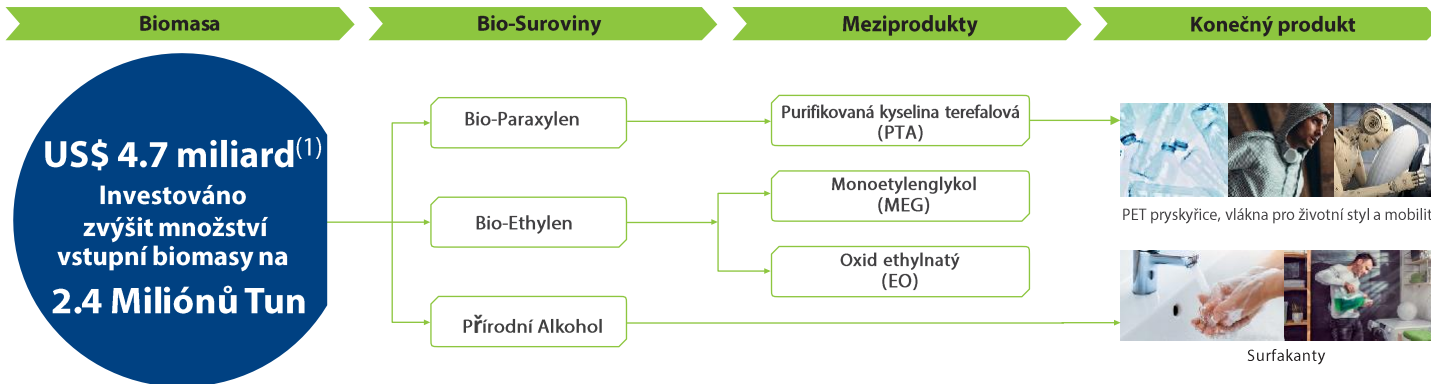 Biomasa
Bio-Suroviny
Meziprodukty
Konečný produkt
US$ 4.7 miliard(1)
Investováno
zvýšit množství
vstupní biomasy na
2.4 Miliónů Tun
Bio-Paraxylen
Bio-Ethylen
Přírodní Alkohol
Purifikovaná kyselina terefalová
(PTA)
Monoetylenglykol
(MEG)
Oxid ethylnatý
(EO)
PET pryskyřice, vlákna pro životní styl a mobilit
Surfakanty